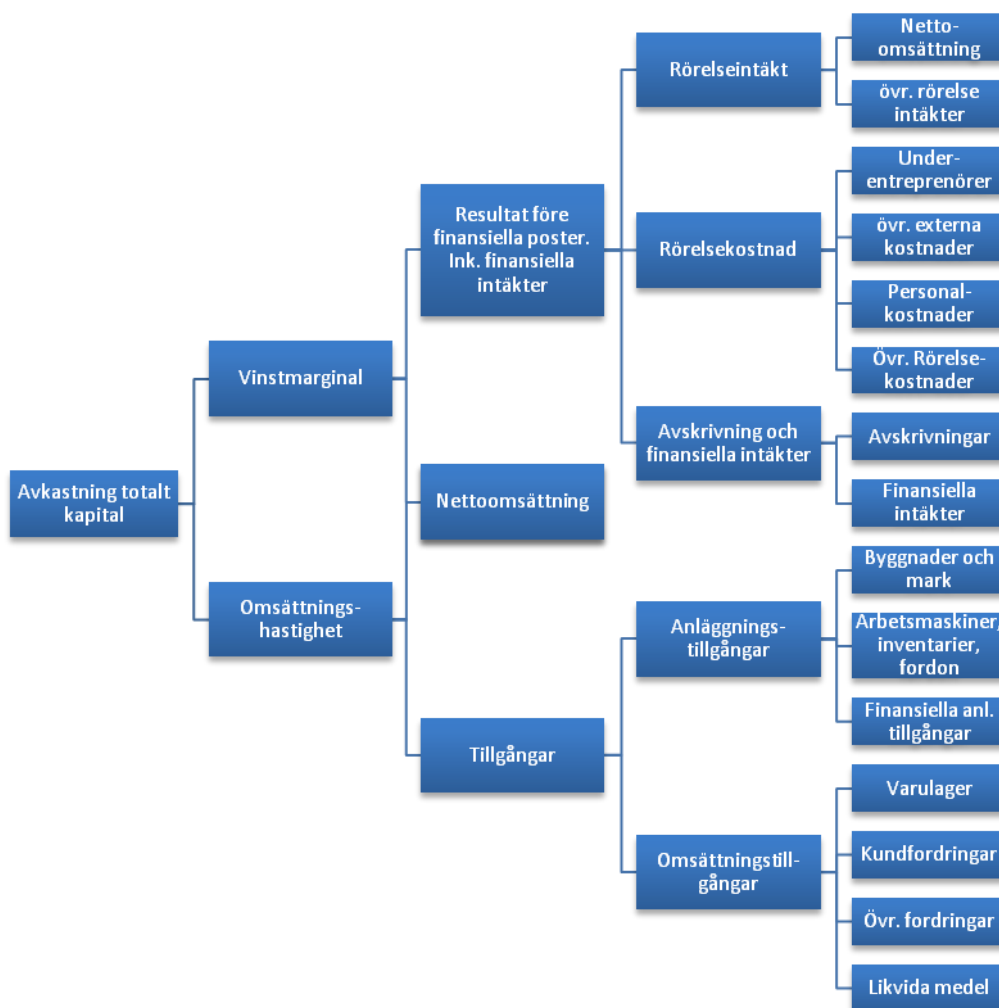 Avkastning totalt
kapital
Vinstmarginal
Omsättnings-
hastighet
Resultat före
finansiella poster.
Ink. finansiella
intäkter
Nettoomsättning
Tillgångar
Rörelseintäkt
Rörelsekostnad
Avskrivning och
finansiella intäkter
Anläggnings-
tillgångar
Omsättningstill-
gångar
Netto-
omsättning
övr. rörelse
intäkter
Under-
entreprenörer
övr. externa
kostnader
Personal-
kostnader
Övr. Rörelse-
kostnader
Avskrivningar
Finansiella
intäkter
Byggnader och
mark
Arbetsmaskiner,
inventarier,
fordon
Finansiella anl.
tillgångar
Varulager
Kundfordringar
Övr. fordringar
Likvida medel